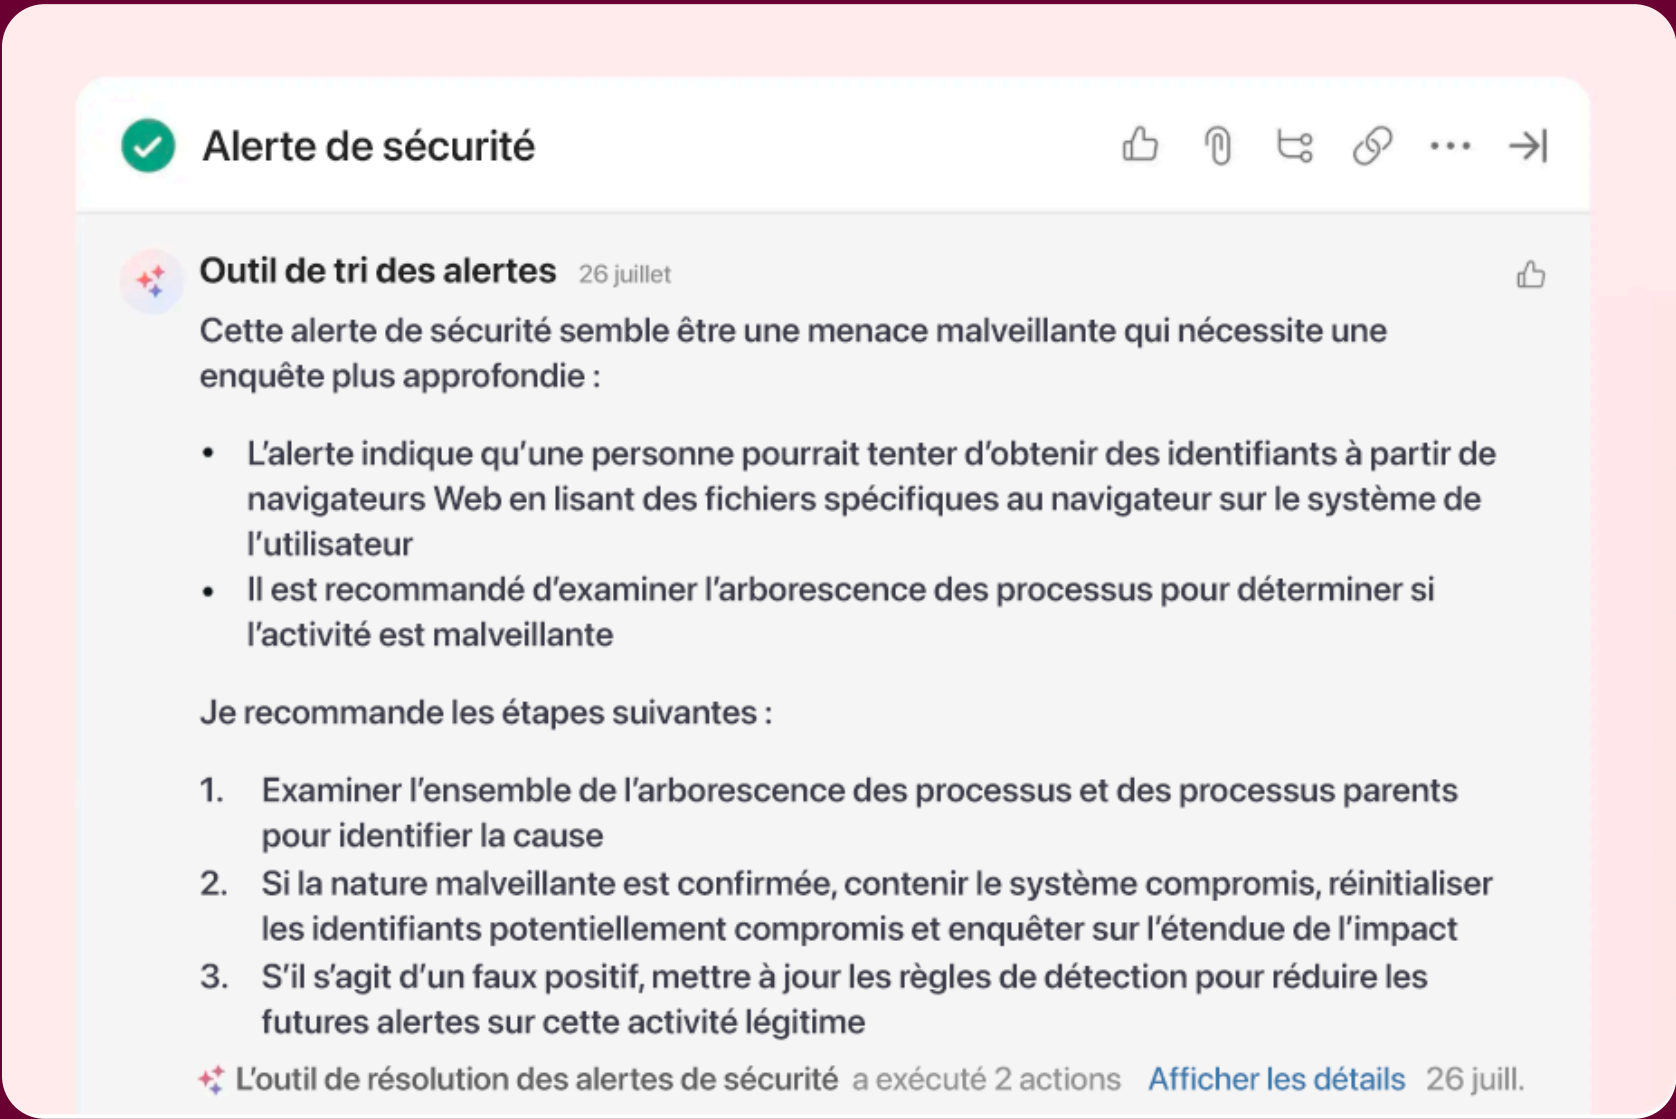 Alerte de sécurité
Outil de tri des alertes 26 juillet
Cette alerte de sécurité semble être une menace malveillante qui nécessite une
enquête plus approfondie :
• L’alerte indique qu’une personne pourrait tenter d’obtenir des identifiants à partir de
navigateurs Web en lisant des fichiers spécifiques au navigateur sur le système de
l’utilisateur
• Il est recommandé d’examiner l’arborescence des processus pour déterminer si
l’activité est malveillante
Je recommande les étapes suivantes :
1. Examiner l’ensemble de l’arborescence des processus et des processus parents
pour identifier la cause
2. Si la nature malveillante est confirmée, contenir le système compromis, réinitialiser
les identifiants potentiellement compromis et enquêter sur l’étendue de l’impact
3. S’il s’agit d’un faux positif, mettre à jour les règles de détection pour réduire les
futures alertes sur cette activité légitime
L’outil de résolution des alertes de sécurité a exécuté 2 actions Afficher les détails 26 juill.